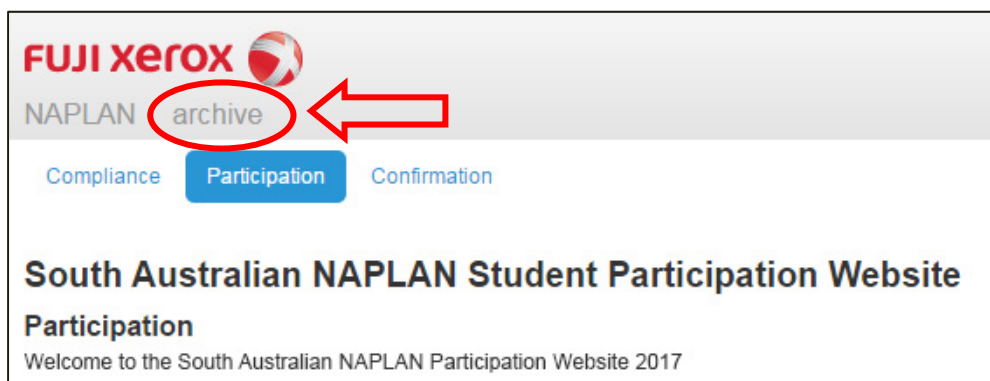 FUJI xerox
NAPLAN archive
Compliance Participation Confirmation
South Australian NAPLAN Student Participation Website
Participation
Welcome to the South Australian NAPLAN Participation Website 2017